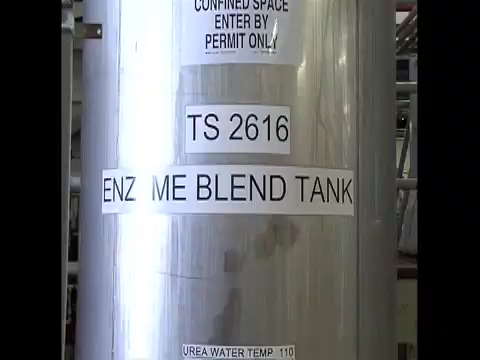 CONFINED SPACE
ENTER BY
PERMIT ONLY
TS 2616
ENZ ME BLEND TANK
UREA WATER TEMP 110